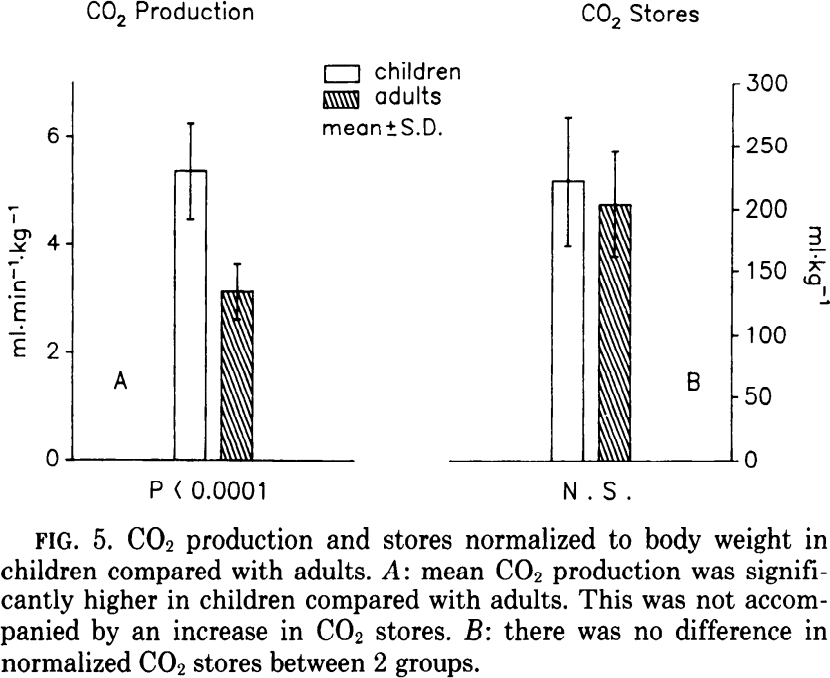 CO₂ Production
CO₂ Stores
children
adults
mean±S.D.
6
4
2
0
ml·min⁻¹·kg⁻¹
A
P < 0.0001
300
250
200
150
100
50
0
ml·kg⁻¹
B
N . S .
FIG. 5. CO₂ production and stores normalized to body weight in
children compared with adults. A: mean CO₂ production was signifi-
cantly higher in children compared with adults. This was not accom-
panied by an increase in CO₂ stores. B: there was no difference in
normalized CO₂ stores between 2 groups.